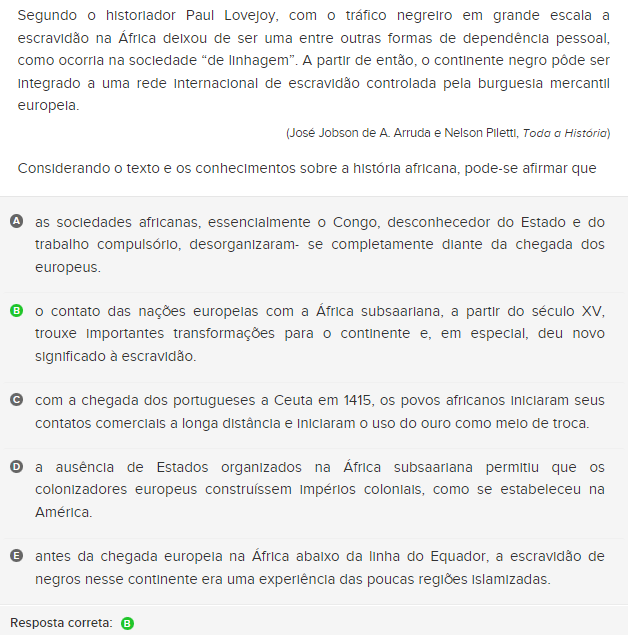 Segundo o historiador Paul Lovejoy, com o tráfico negreiro em grande escala a
escravidão na África deixou de ser uma entre outras formas de dependência pessoal,
como ocorria na sociedade “de linhagem”. A partir de então, o continente negro pôde ser
integrado a uma rede internacional de escravidão controlada pela burguesia mercantil
europeia.
(José Jobson de A. Arruda e Nelson Piletti, Toda a História)
Considerando o texto e os conhecimentos sobre a história africana, pode-se afirmar que
A as sociedades africanas, essencialmente o Congo, desconhecedor do Estado e do
trabalho compulsório, desorganizaram- se completamente diante da chegada dos
europeus.
B o contato das nações europeias com a África subsaariana, a partir do século XV,
trouxe importantes transformações para o continente e, em especial, deu novo
significado à escravidão.
C com a chegada dos portugueses a Ceuta em 1415, os povos africanos iniciaram seus
contatos comerciais a longa distância e iniciaram o uso do ouro como meio de troca.
D a ausência de Estados organizados na África subsaariana permitiu que os
colonizadores europeus construíssem impérios coloniais, como se estabeleceu na
América.
E antes da chegada europeia na África abaixo da linha do Equador, a escravidão de
negros nesse continente era uma experiência das poucas regiões islamizadas.
Resposta correta: B